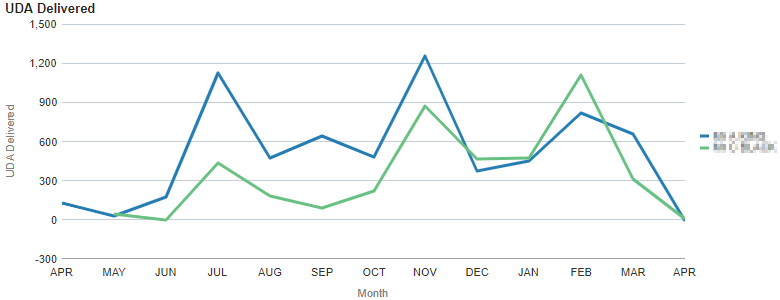 UDA Delivered
1,500
1,200
900
600
300
0
-300
UDA Delivered
APR MAY JUN JUL AUG SEP OCT NOV DEC JAN FEB MAR APR
Month